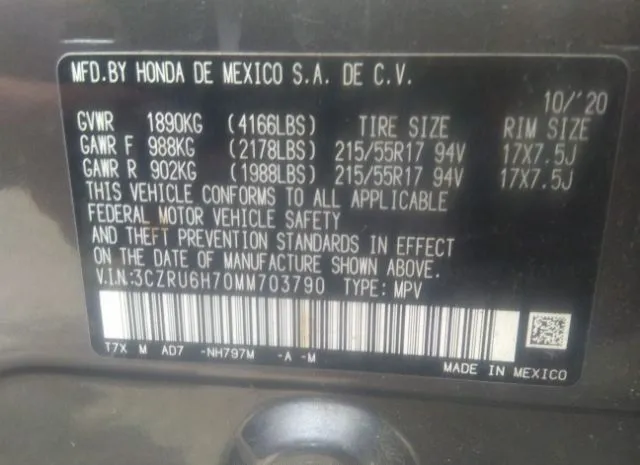 MFD.BY HONDA DE MEXICO S.A. DE C.V.
10/'20
GVWR 1890KG (4166LBS) TIRE SIZE RIM SIZE
GAWR F 988KG (2178LBS) 215/55R17 94V 17X7.5J
GAWR R 902KG (1988LBS) 215/55R17 94V 17X7.5J
THIS VEHICLE CONFORMS TO ALL APPLICABLE
FEDERAL MOTOR VEHICLE SAFETY
AND THEFT PREVENTION STANDARDS IN EFFECT
ON THE DATE OF MANUFACTURE SHOWN ABOVE.
V.I.N:3CZRU6H70MM703790 TYPE: MPV
T7X M AD7 -NH797M -A -M
MADE IN MEXICO